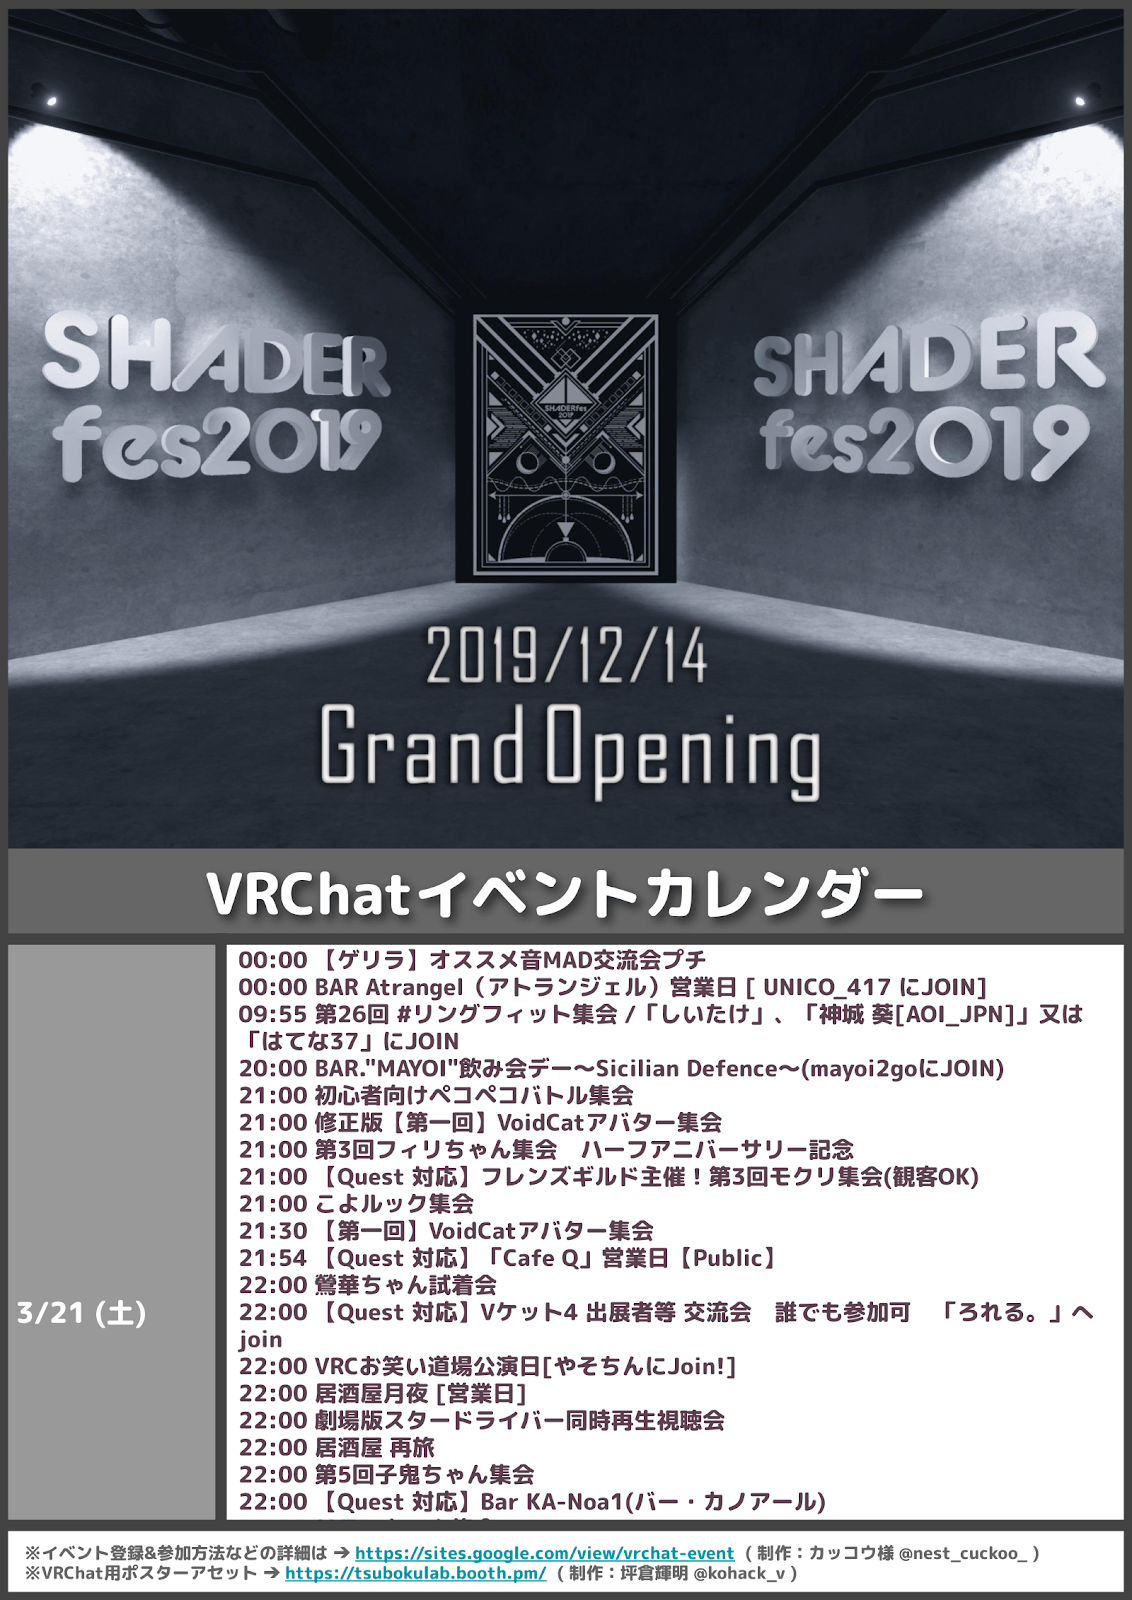 SHADER
fes2019
SHADER
fes2019
SHADERfes
2019
2019/12/14
Grand Opening
VRChatイベントカレンダー
3/21 (土)
00:00 【ゲリラ】オススメ音MAD交流会プチ
00:00 BAR Atrangel（アトランジェル）営業日 [ UNICO_417 にJOIN]
09:55 第26回 #リングフィット集会 /「しいたけ」、「神城 葵[AOI_JPN]」又は
「はてな37」にJOIN
20:00 BAR."MAYOI"飲み会デー～Sicilian Defence～(mayoi2goにJOIN)
21:00 初心者向けペコペコバトル集会
21:00 修正版【第一回】VoidCatアバター集会
21:00 第3回フィリちゃん集会　ハーフアニバーサリー記念
21:00 【Quest 対応】フレンズギルド主催！第3回モクリ集会(観客OK)
21:00 こよルック集会
21:30 【第一回】VoidCatアバター集会
21:54 【Quest 対応】「Cafe Q」営業日【Public】
22:00 鶯華ちゃん試着会
22:00 【Quest 対応】Vケット4 出展者等 交流会　誰でも参加可　「ろれる。」へ
join
22:00 VRCお笑い道場公演日[やそちんにJoin!]
22:00 居酒屋月夜 [営業日]
22:00 劇場版スタードライバー同時再生視聴会
22:00 居酒屋 再旅
22:00 第5回子鬼ちゃん集会
22:00 【Quest 対応】Bar KA-Noa1(バー・カノアール)
※イベント登録&参加方法などの詳細は → https://sites.google.com/view/vrchat-event ( 制作：カッコウ様 @nest_cuckoo_ )
※VRChat用ポスターアセット → https://tsubokulab.booth.pm/ ( 制作：坪倉輝明 @kohack_v )